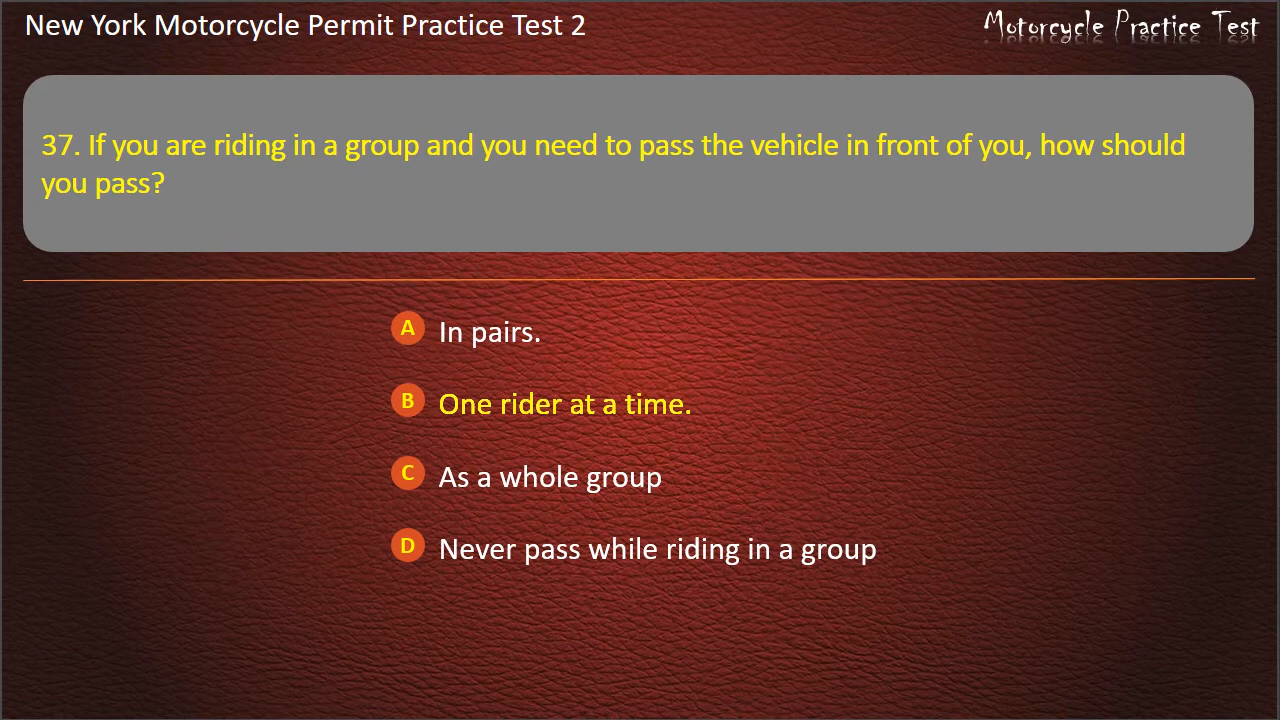 New York Motorcycle Permit Practice Test 2
Motorcycle Practice Test
37. If you are riding in a group and you need to pass the vehicle in front of you, how should
you pass?
A In pairs.
B One rider at a time.
C As a whole group
D Never pass while riding in a group